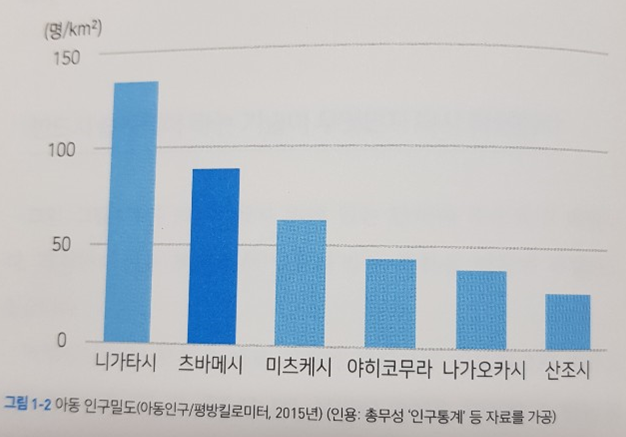 (명/km²)
150
100
50
0
니가타시 츠바메시 미츠케시 야히코무라 나가오카시 산조시
그림 1-2 아동 인구밀도(아동인구/평방킬로미터, 2015년) (인용: 총무성 '인구통계' 등 자료를 가공)